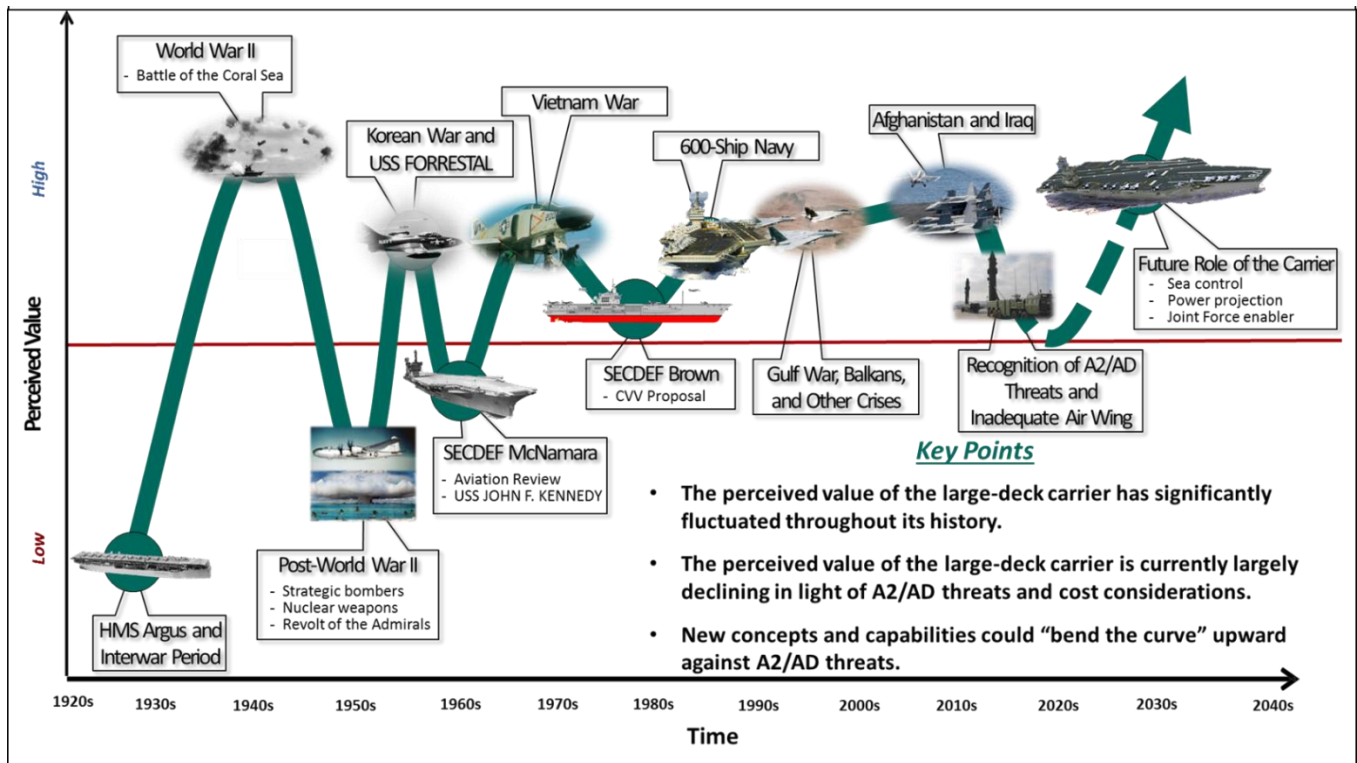 World War II
- Battle of the Coral Sea
Korean War and
USS FORRESTAL
Vietnam War
600-Ship Navy
Afghanistan and Iraq
High
Perceived Value
Low
Future Role of the Carrier
- Sea control
- Power projection
- Joint Force enabler
SECDEF Brown
- CVV Proposal
Gulf War, Balkans,
and Other Crises
Recognition of A2/AD
Threats and
Inadequate Air Wing
SECDEF McNamara
- Aviation Review
- USS JOHN F. KENNEDY
Post-World War II
- Strategic bombers
- Nuclear weapons
- Revolt of the Admirals
HMS Argus and
Interwar Period
Key Points
• The perceived value of the large-deck carrier has significantly
fluctuated throughout its history.
• The perceived value of the large-deck carrier is currently largely
declining in light of A2/AD threats and cost considerations.
• New concepts and capabilities could “bend the curve” upward
against A2/AD threats.
1920s 1930s 1940s 1950s 1960s 1970s 1980s 1990s 2000s 2010s 2020s 2030s 2040s
Time